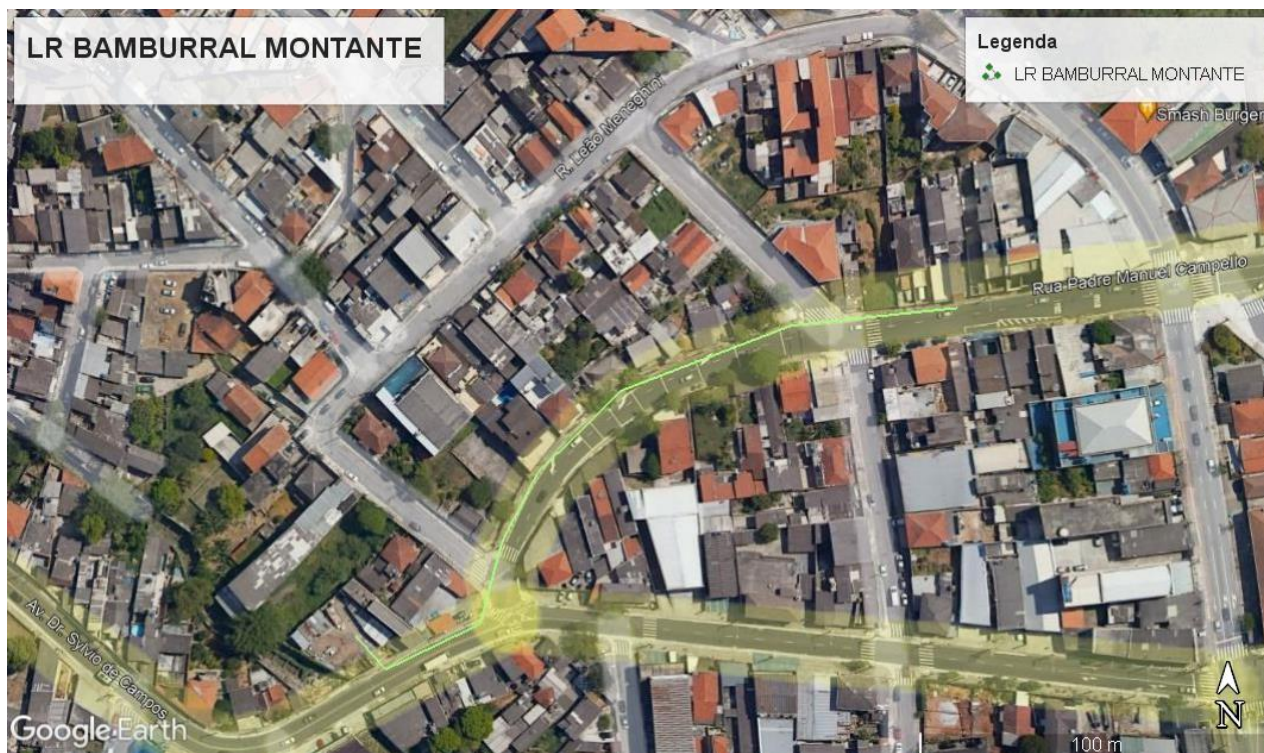 LR BAMBURRAL MONTANTE
Legenda
LR BAMBURRAL MONTANTE
Smash Burger
R. Leão Meneghini
Rua Padre Manuel Campello
Av. Dr. Sylvio de Campos
Google Earth
100 m
N